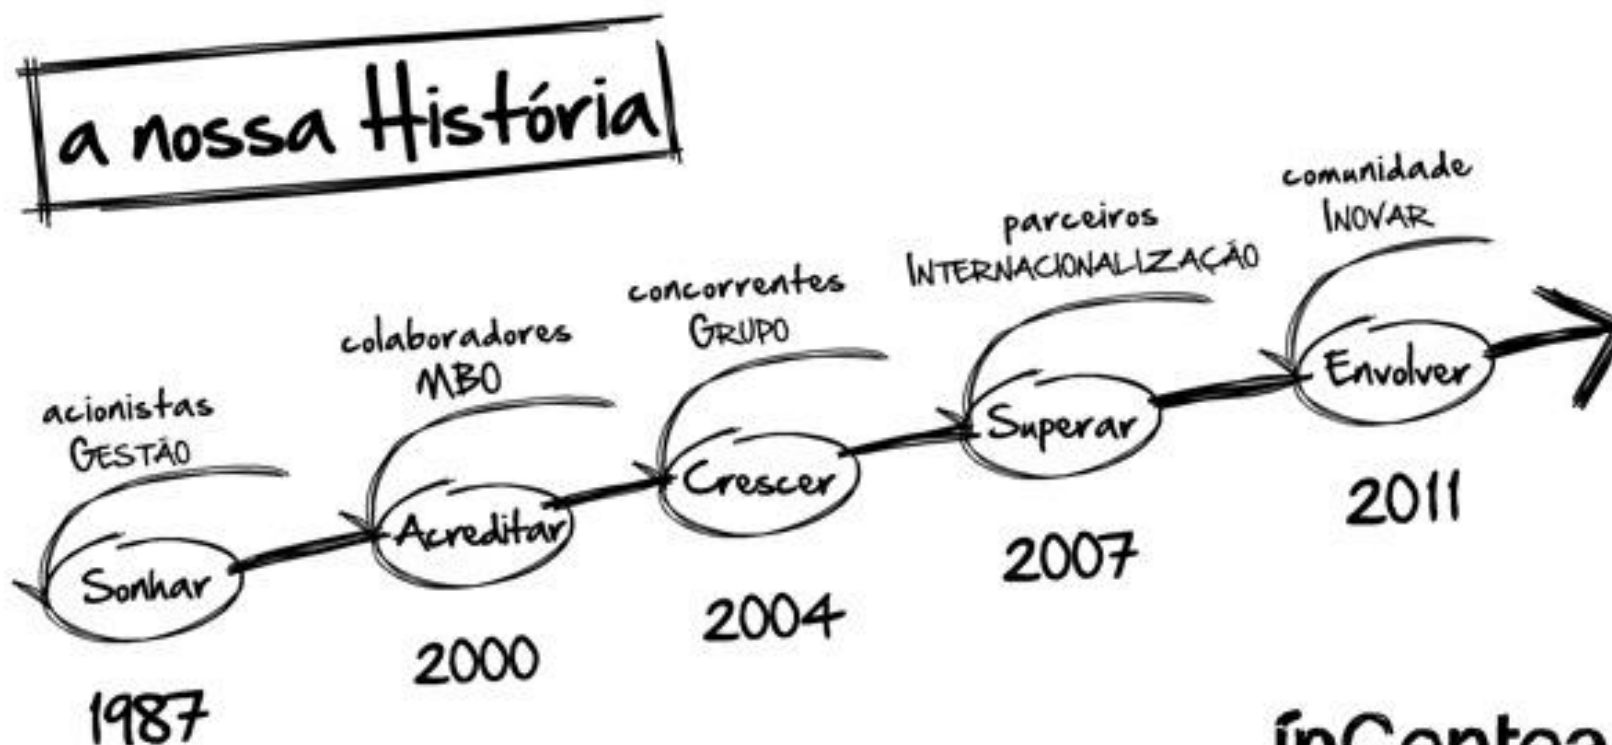 a nossa História
acionistas
GESTÃO
Sonhar
1987
colaboradores
MBO
Acreditar
2000
concorrentes
GRUPO
Crescer
2004
parceiros
INTERNACIONALIZAÇÃO
Superar
2007
comunidade
INOVAR
Envolver
2011